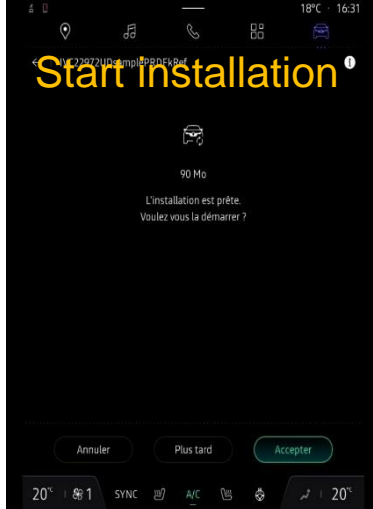 18°C · 16:31
Start installation
90 Mo
L'installation est prête.
Voulez vous la démarrer ?
Annuler
Plus tard
Accepter
20°C
1
SYNC
A/C
20°C